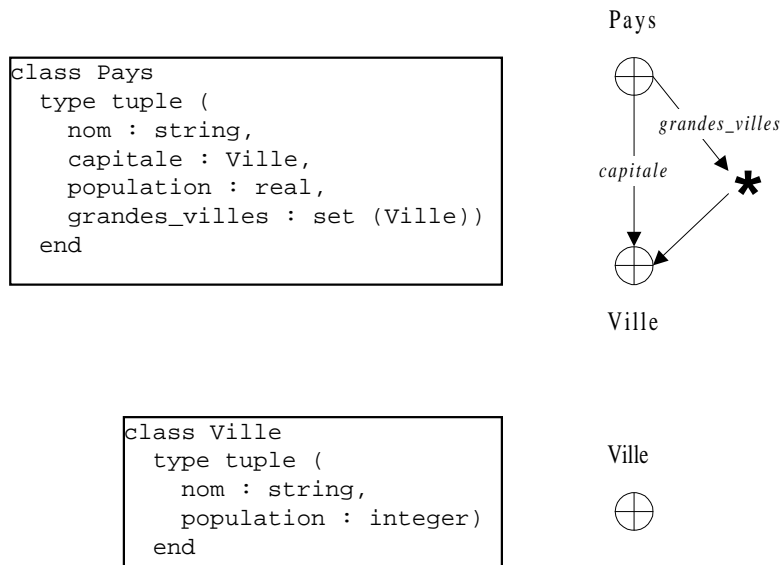 Pays
class Pays
type tuple (
nom : string,
capitale : Ville,
population : real,
grandes_villes : set (Ville))
end
grandes_villes
capitale
*
Ville
class Ville
type tuple (
nom : string,
population : integer)
end
Ville